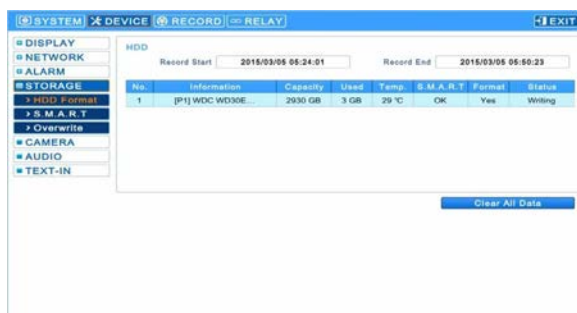 SYSTEM DEVICE RECORD RELAY EXIT
DISPLAY
NETWORK
ALARM
STORAGE
> HDD Format
> S.M.A.R.T
> Overwrite
CAMERA
AUDIO
TEXT-IN
HDD
Record Start 2015/03/05 05:24:01 Record End 2015/03/05 05:50:23
No. Information Capacity Used Temp. S.M.A.R.T Format Status
1 [P1] WDC WD30E... 2930 GB 3 GB 29 ℃ OK Yes Writing
Clear All Data